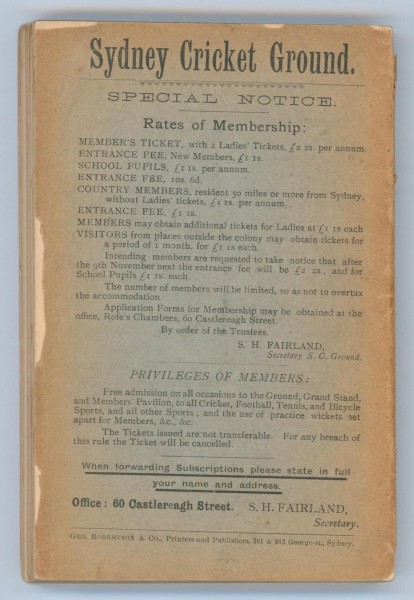 Sydney Cricket Ground.
SPECIAL NOTICE.
Rates of Membership:
MEMBER'S TICKET, with 2 Ladies' Tickets, £2 2s. per annum.
ENTRANCE FEE, New Members, £1 1s.
SCHOOL PUPILS, £1 1s. per annum.
ENTRANCE FEE, 10s. 6d.
COUNTRY MEMBERS, resident 50 miles or more from Sydney,
without Ladies' tickets, £1 1s. per annum.
ENTRANCE FEE, £1 1s.
MEMBERS may obtain additional tickets for Ladies at £1 1s each
VISITORS from places outside the colony may obtain tickets for
a period of 1 month, for £1 1s each.
Intending members are requested to take notice that after
the 9th November next the entrance fee will be £2 2s., and for
School Pupils £1 1s. each.
The number of members will be limited, so as not to overtax
the accommodation.
Application Forms for Membership may be obtained at the
office, Rofe's Chambers, 60 Castlereagh Street.
By order of the Trustees.
S. H. FAIRLAND,
Secretary S. C. Ground.
PRIVILEGES OF MEMBERS:
Free admission on all occasions to the Ground, Grand Stand,
and Members' Pavilion, to all Cricket, Football, Tennis, and Bicycle
Sports, and all other Sports; and the use of practice wickets set
apart for Members, &c., &c.
The Tickets issued are not transferable. For any breach of
this rule the Ticket will be cancelled.
When forwarding Subscriptions please state in full
your name and address.
Office: 60 Castlereagh Street. S. H. FAIRLAND,
Secretary.
GEO. ROBERTSON & CO., Printers and Publishers, 361 & 363 George-st., Sydney.